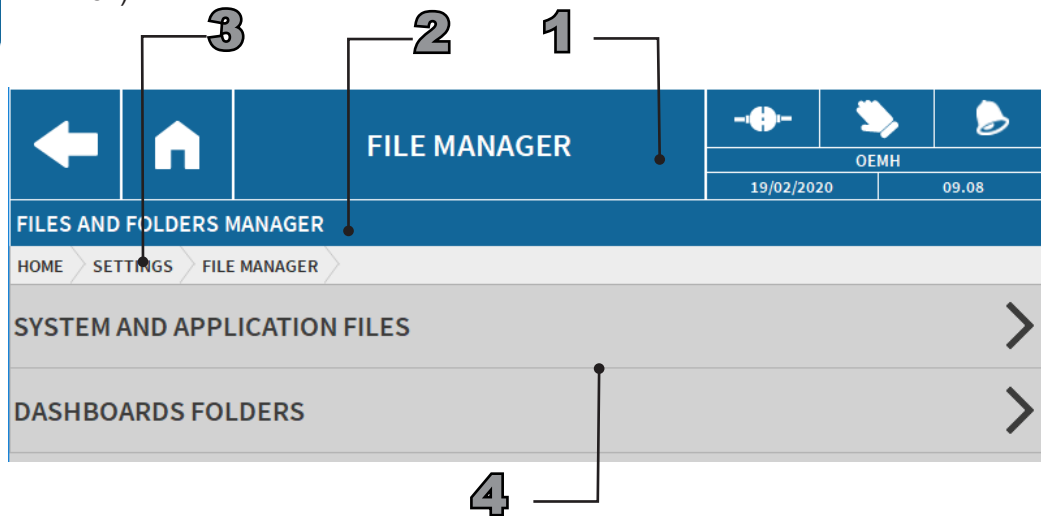 3 2 1
FILE MANAGER
OEMH
19/02/2020 09.08
FILES AND FOLDERS MANAGER
HOME SETTINGS FILE MANAGER
SYSTEM AND APPLICATION FILES
DASHBOARDS FOLDERS
4